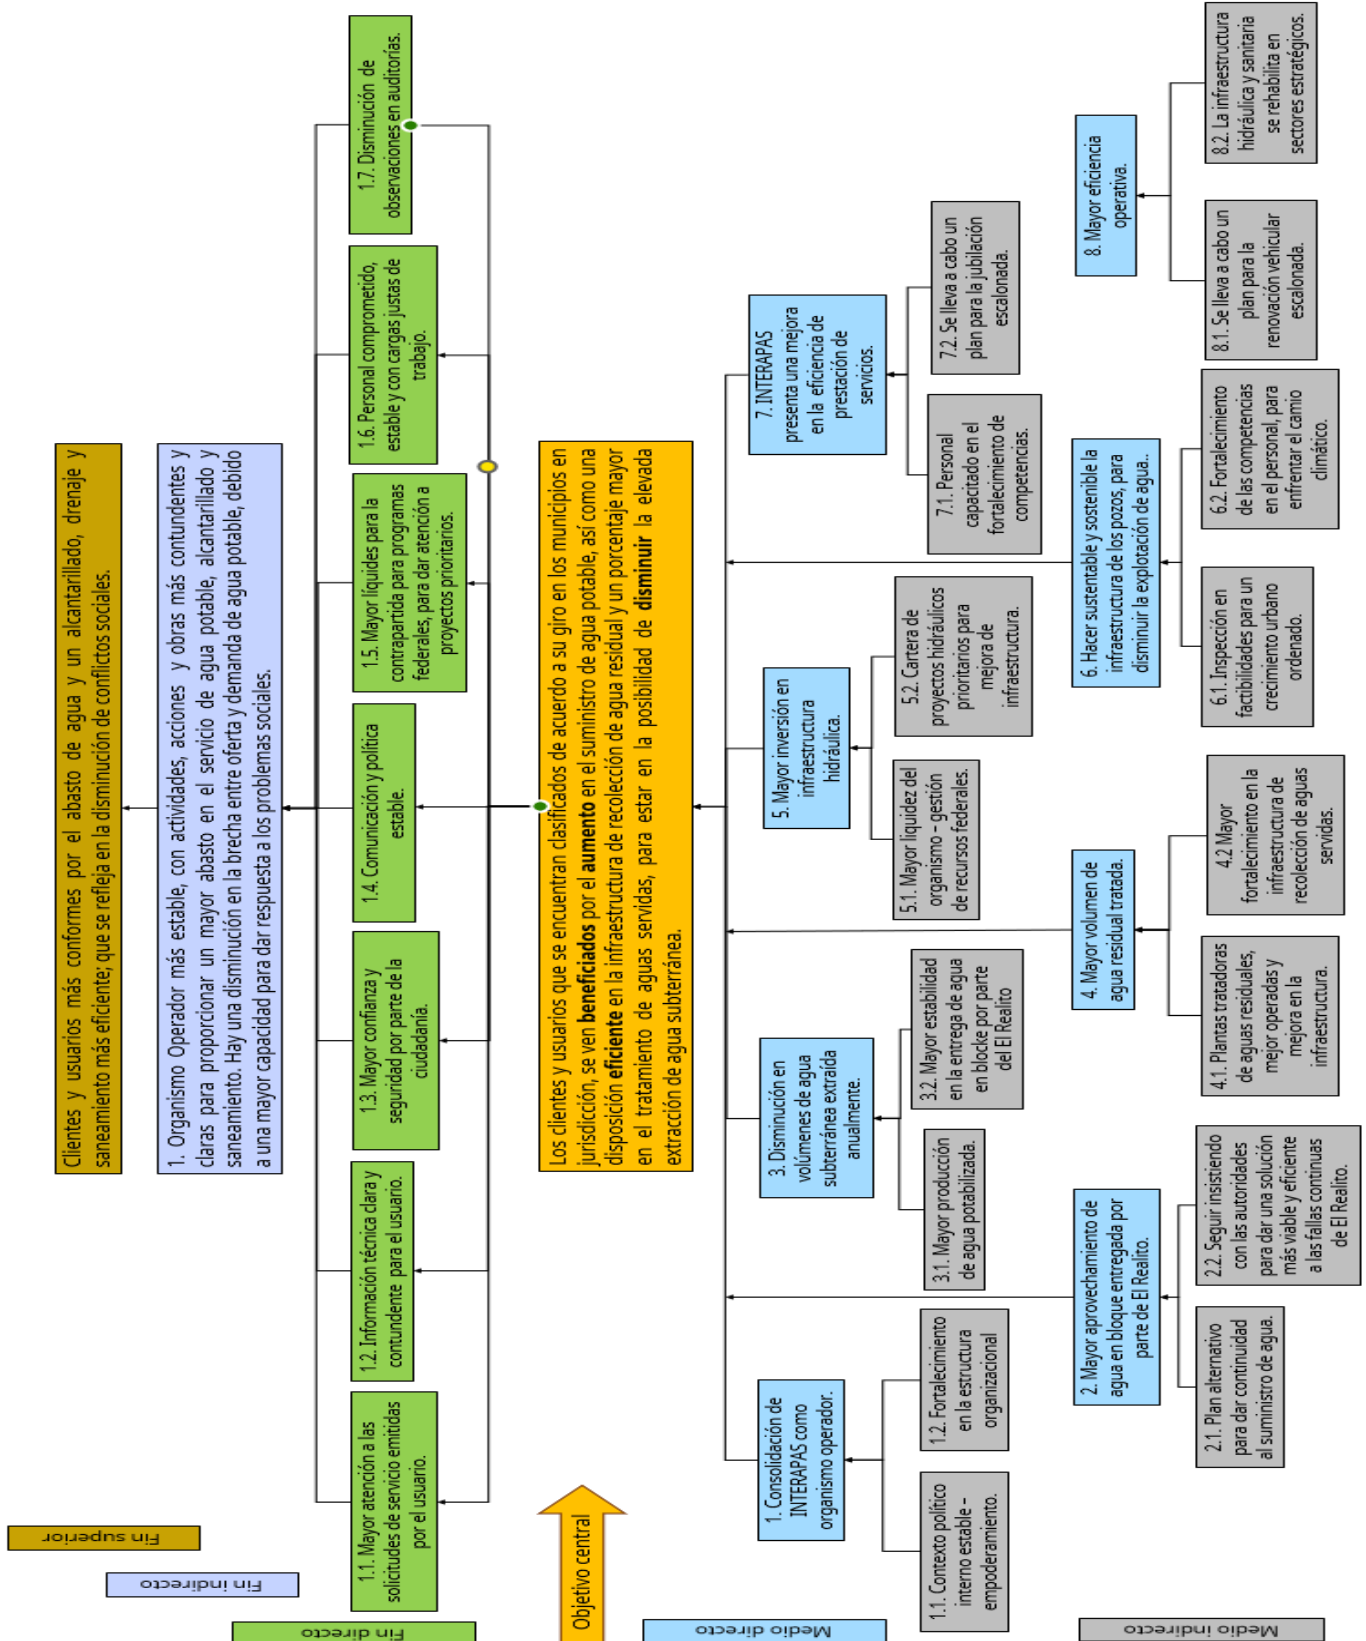 Fin superior
Clientes y usuarios más conformes por el abasto de agua y un alcantarillado, drenaje y
saneamiento más eficiente; que se refleja en la disminución de conflictos sociales.
Fin indirecto
1. Organismo Operador más estable, con actividades, acciones y obras más contundentes y
claras para proporcionar un mayor abasto en el servicio de agua potable, alcantarillado y
saneamiento. Hay una disminución en la brecha entre oferta y demanda de agua potable, debido
a una mayor capacidad para dar respuesta a los problemas sociales.
Fin directo
1.1. Mayor atención a las
solicitudes de servicio emitidas
por el usuario.
1.2. Información técnica clara y
contundente para el usuario.
1.3. Mayor confianza y
seguridad por parte de la
ciudadanía.
1.4. Comunicación y política
estable.
1.5. Mayor líquides para la
contrapartida para programas
federales, para dar atención a
proyectos prioritarios.
1.6. Personal comprometido,
estable y con cargas justas de
trabajo.
1.7. Disminución de
observaciones en auditorías.
Objetivo central
Los clientes y usuarios que se encuentran clasificados de acuerdo a su giro en los municipios en
jurisdicción, se ven beneficiados por el aumento en el suministro de agua potable, así como una
disposición eficiente en la infraestructura de recolección de agua residual y un porcentaje mayor
en el tratamiento de aguas servidas, para estar en la posibilidad de disminuir la elevada
extracción de agua subterránea.
Medio directo
1. Consolidación de
INTERAPAS como
organismo operador.
3. Disminución en
volúmenes de agua
subterránea extraída
anualmente.
5. Mayor inversión en
infraestructura
hidráulica.
7. INTERAPAS
presenta una mejora
en la eficiencia de
prestación de
servicios.
1.1. Contexto político
interno estable –
empoderamiento.
1.2. Fortalecimiento
en la estructura
organizacional
3.1. Mayor producción
de agua potabilizada.
3.2. Mayor estabilidad
en la entrega de agua
en blocke por parte
del El Realito
5.1. Mayor liquidez del
organismo – gestión
de recursos federales.
5.2. Cartera de
proyectos hidráulicos
prioritarios para
mejora de
infraestructura.
7.1. Personal
capacitado en el
fortalecimiento de
competencias.
7.2. Se lleva a cabo un
plan para la jubilación
escalonada.
2. Mayor aprovechamiento de
agua en bloque entregada por
parte de El Realito.
4. Mayor volumen de
agua residual tratada.
6. Hacer sustentable y sostenible la
infraestructura de los pozos, para
disminuir la explotación de agua..
8. Mayor eficiencia
operativa.
Medio indirecto
2.1. Plan alternativo
para dar continuidad
al suministro de agua.
2.2. Seguir insistiendo
con las autoridades
para dar una solución
más viable y eficiente
a las fallas continuas
de El Realito.
4.1. Plantas tratadoras
de aguas residuales,
mejor operadas y
mejora en la
infraestructura.
4.2 Mayor
fortalecimiento en la
infraestructura de
recolección de aguas
servidas.
6.1. Inspección en
factibilidades para un
crecimiento urbano
ordenado.
6.2. Fortalecimiento
de las competencias
en el personal, para
enfrentar el camio
climático.
8.1. Se lleva a cabo un
plan para la
renovación vehicular
escalonada.
8.2. La infraestructura
hidráulica y sanitaria
se rehabilita en
sectores estratégicos.